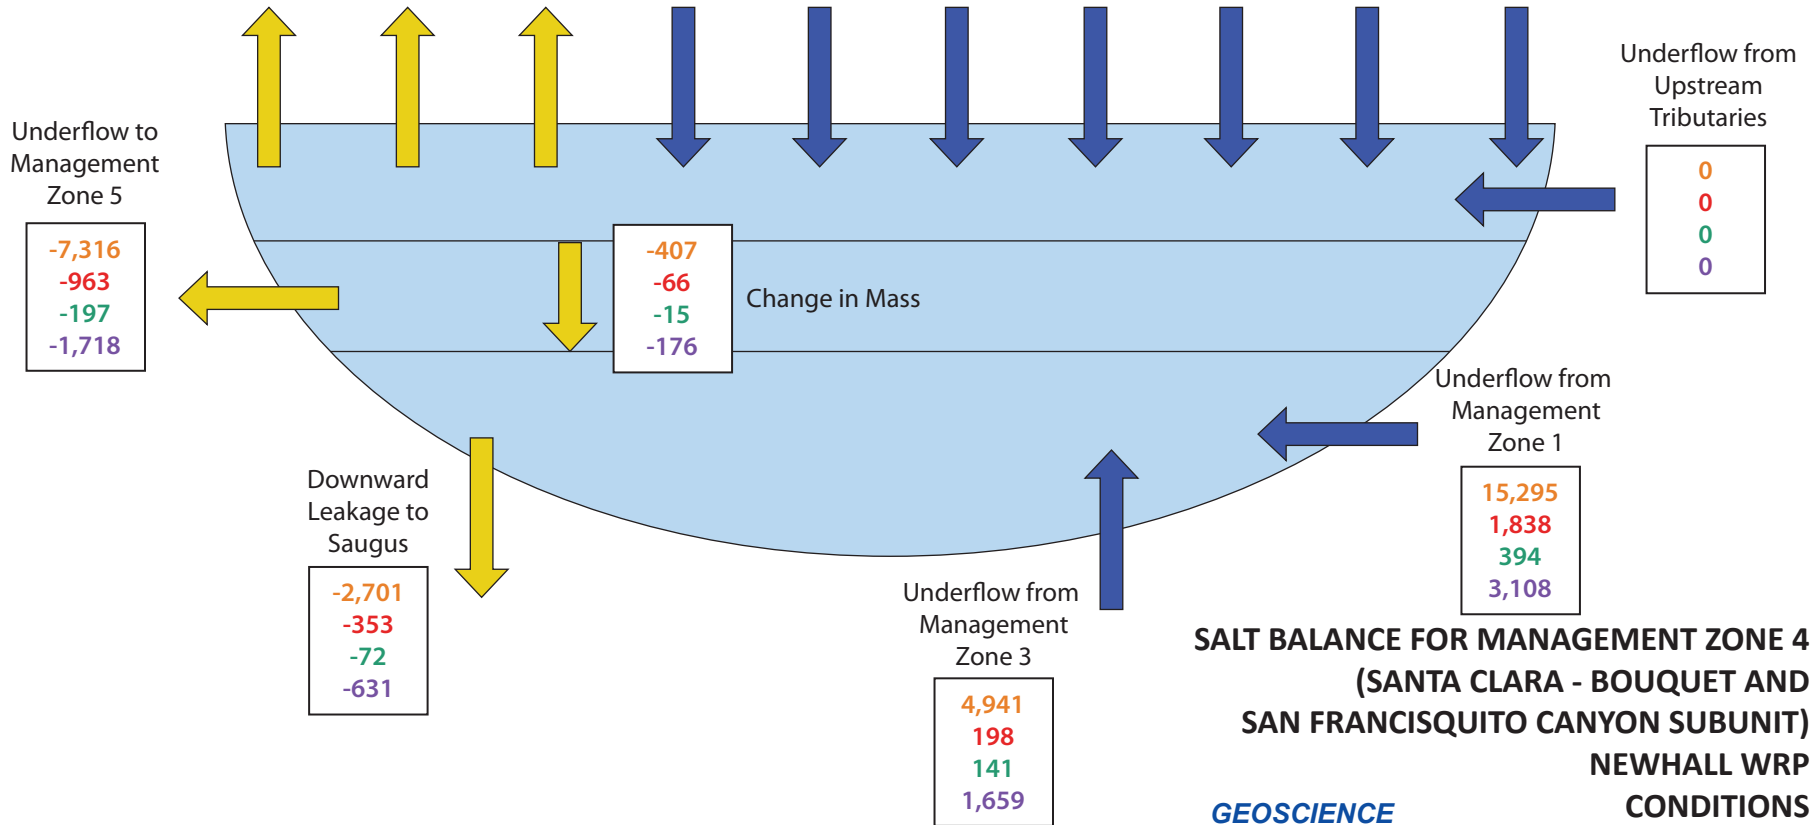 Underflow from
Upstream
Tributaries
0
0
0
0
Underflow to
Management
Zone 5
-7,316
-963
-197
-1,718
-407
-66
-15
-176
Change in Mass
Underflow from
Management
Zone 1
15,295
1,838
394
3,108
Downward
Leakage to
Saugus
-2,701
-353
-72
-631
Underflow from
Management
Zone 3
4,941
198
141
1,659
SALT BALANCE FOR MANAGEMENT ZONE 4
(SANTA CLARA - BOUQUET AND
SAN FRANCISQUITO CANYON SUBUNIT)
NEWHALL WRP
CONDITIONS
GEOSCIENCE